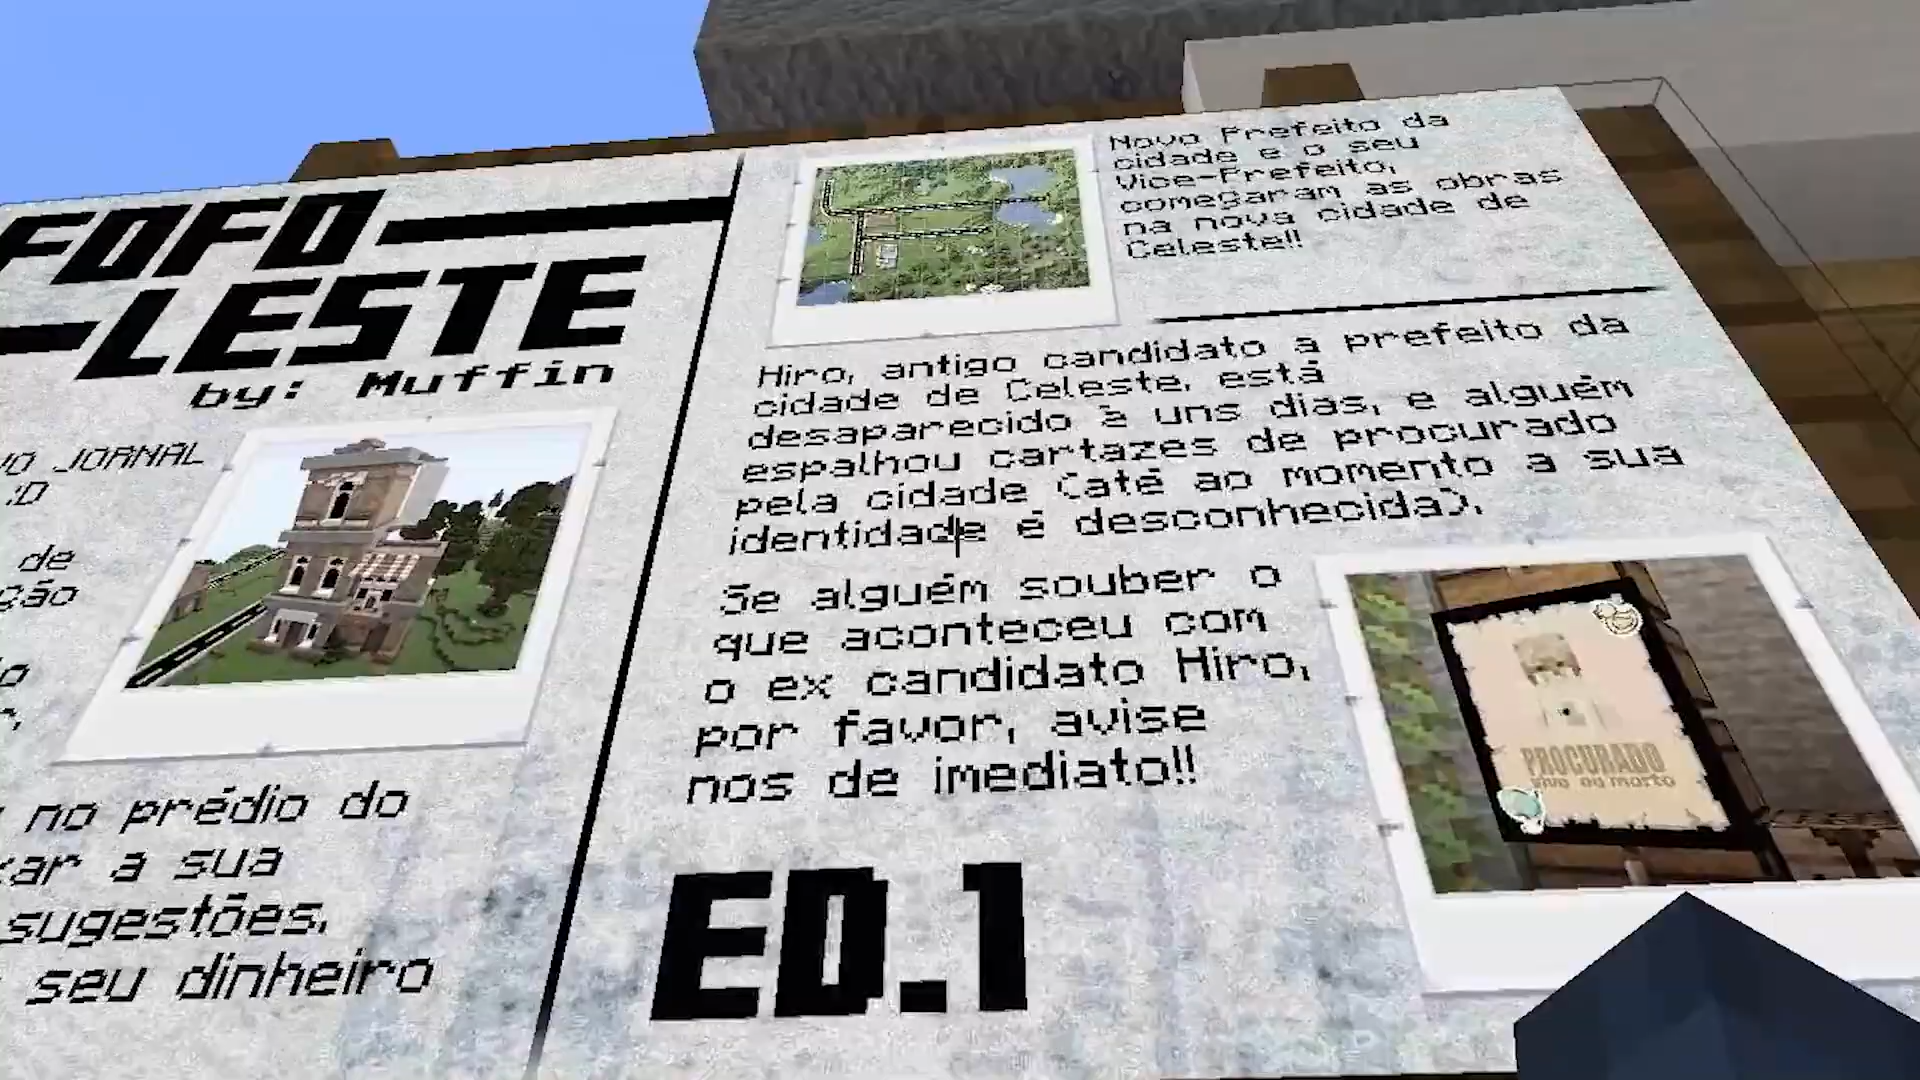 FOFO
LESTE
by: Muffin
JORNAL
:D
de
no prédio do
a sua
sugestões,
seu dinheiro
Novo Prefeito da
cidade e o seu
Vice-Prefeito,
começaram as obras
na nova cidade de
Celeste!!
Hiro, antigo candidato a prefeito da
cidade de Celeste, está
desaparecido à uns dias, e alguém
espalhou cartazes de procurado
pela cidade (até ao momento a sua
identidade é desconhecida).
Se alguém souber o
que aconteceu com
o ex candidato Hiro,
por favor, avise
nos de imediato!!
PROCURADO
vivo ou morto
ED.1